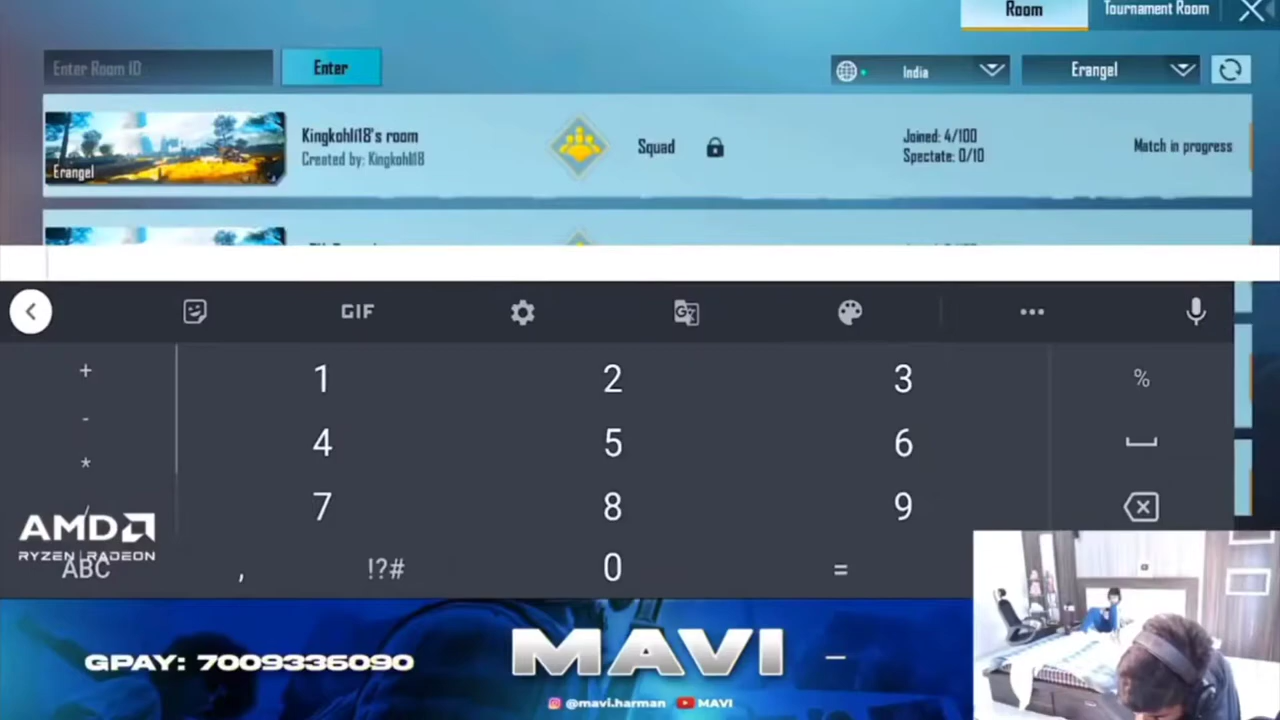 Room
Tournament Room
Enter Room ID
Enter
India
Erangel
Kingkohli18's room
Created by: Kingkohli18
Erangel
Squad
Joined: 4/100
Spectate: 0/10
Match in progress
GIF
+
1
2
3
%
-
4
5
6
*
7
8
9
/
AMD
RYZEN | RADEON
ABC
,
!?#
0
=
GPAY: 7009336090
MAVI
@mavi.harman
MAVI